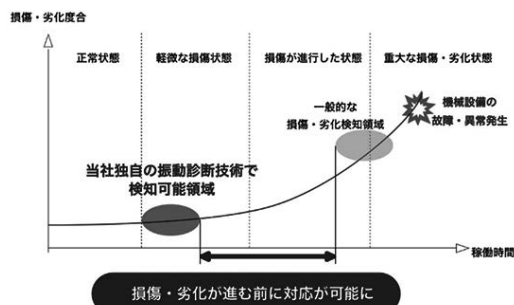 損傷・劣化度合
正常状態
軽微な損傷状態
損傷が進行した状態
重大な損傷・劣化状態
一般的な
損傷・劣化検知領域
機械設備の
故障・異常発生
当社独自の振動診断技術で
検知可能領域
稼働時間
損傷・劣化が進む前に対応が可能に